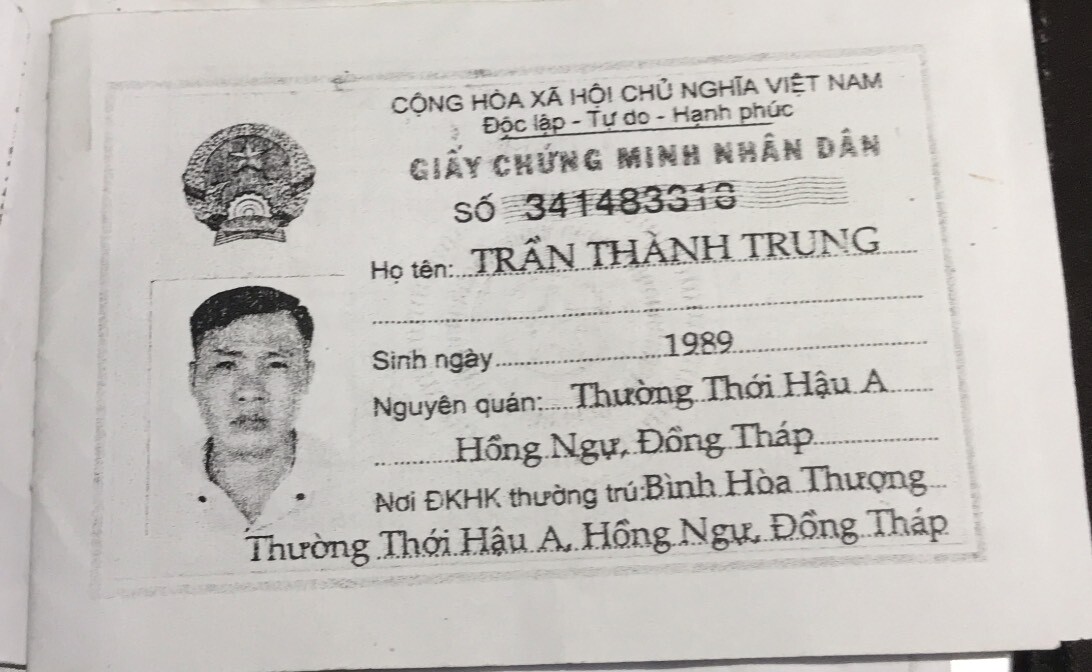 CỘNG HÒA XÃ HỘI CHỦ NGHĨA VIỆT NAM
Độc lập - Tự do - Hạnh phúc
GIẤY CHỨNG MINH NHÂN DÂN
SỐ 341483318
Họ tên: TRẦN THÀNH TRUNG
Sinh ngày 1989
Nguyên quán: Thường Thới Hậu A
Hồng Ngự, Đồng Tháp
Nơi ĐKHK thường trú: Bình Hòa Thượng
Thường Thới Hậu A, Hồng Ngự, Đồng Tháp